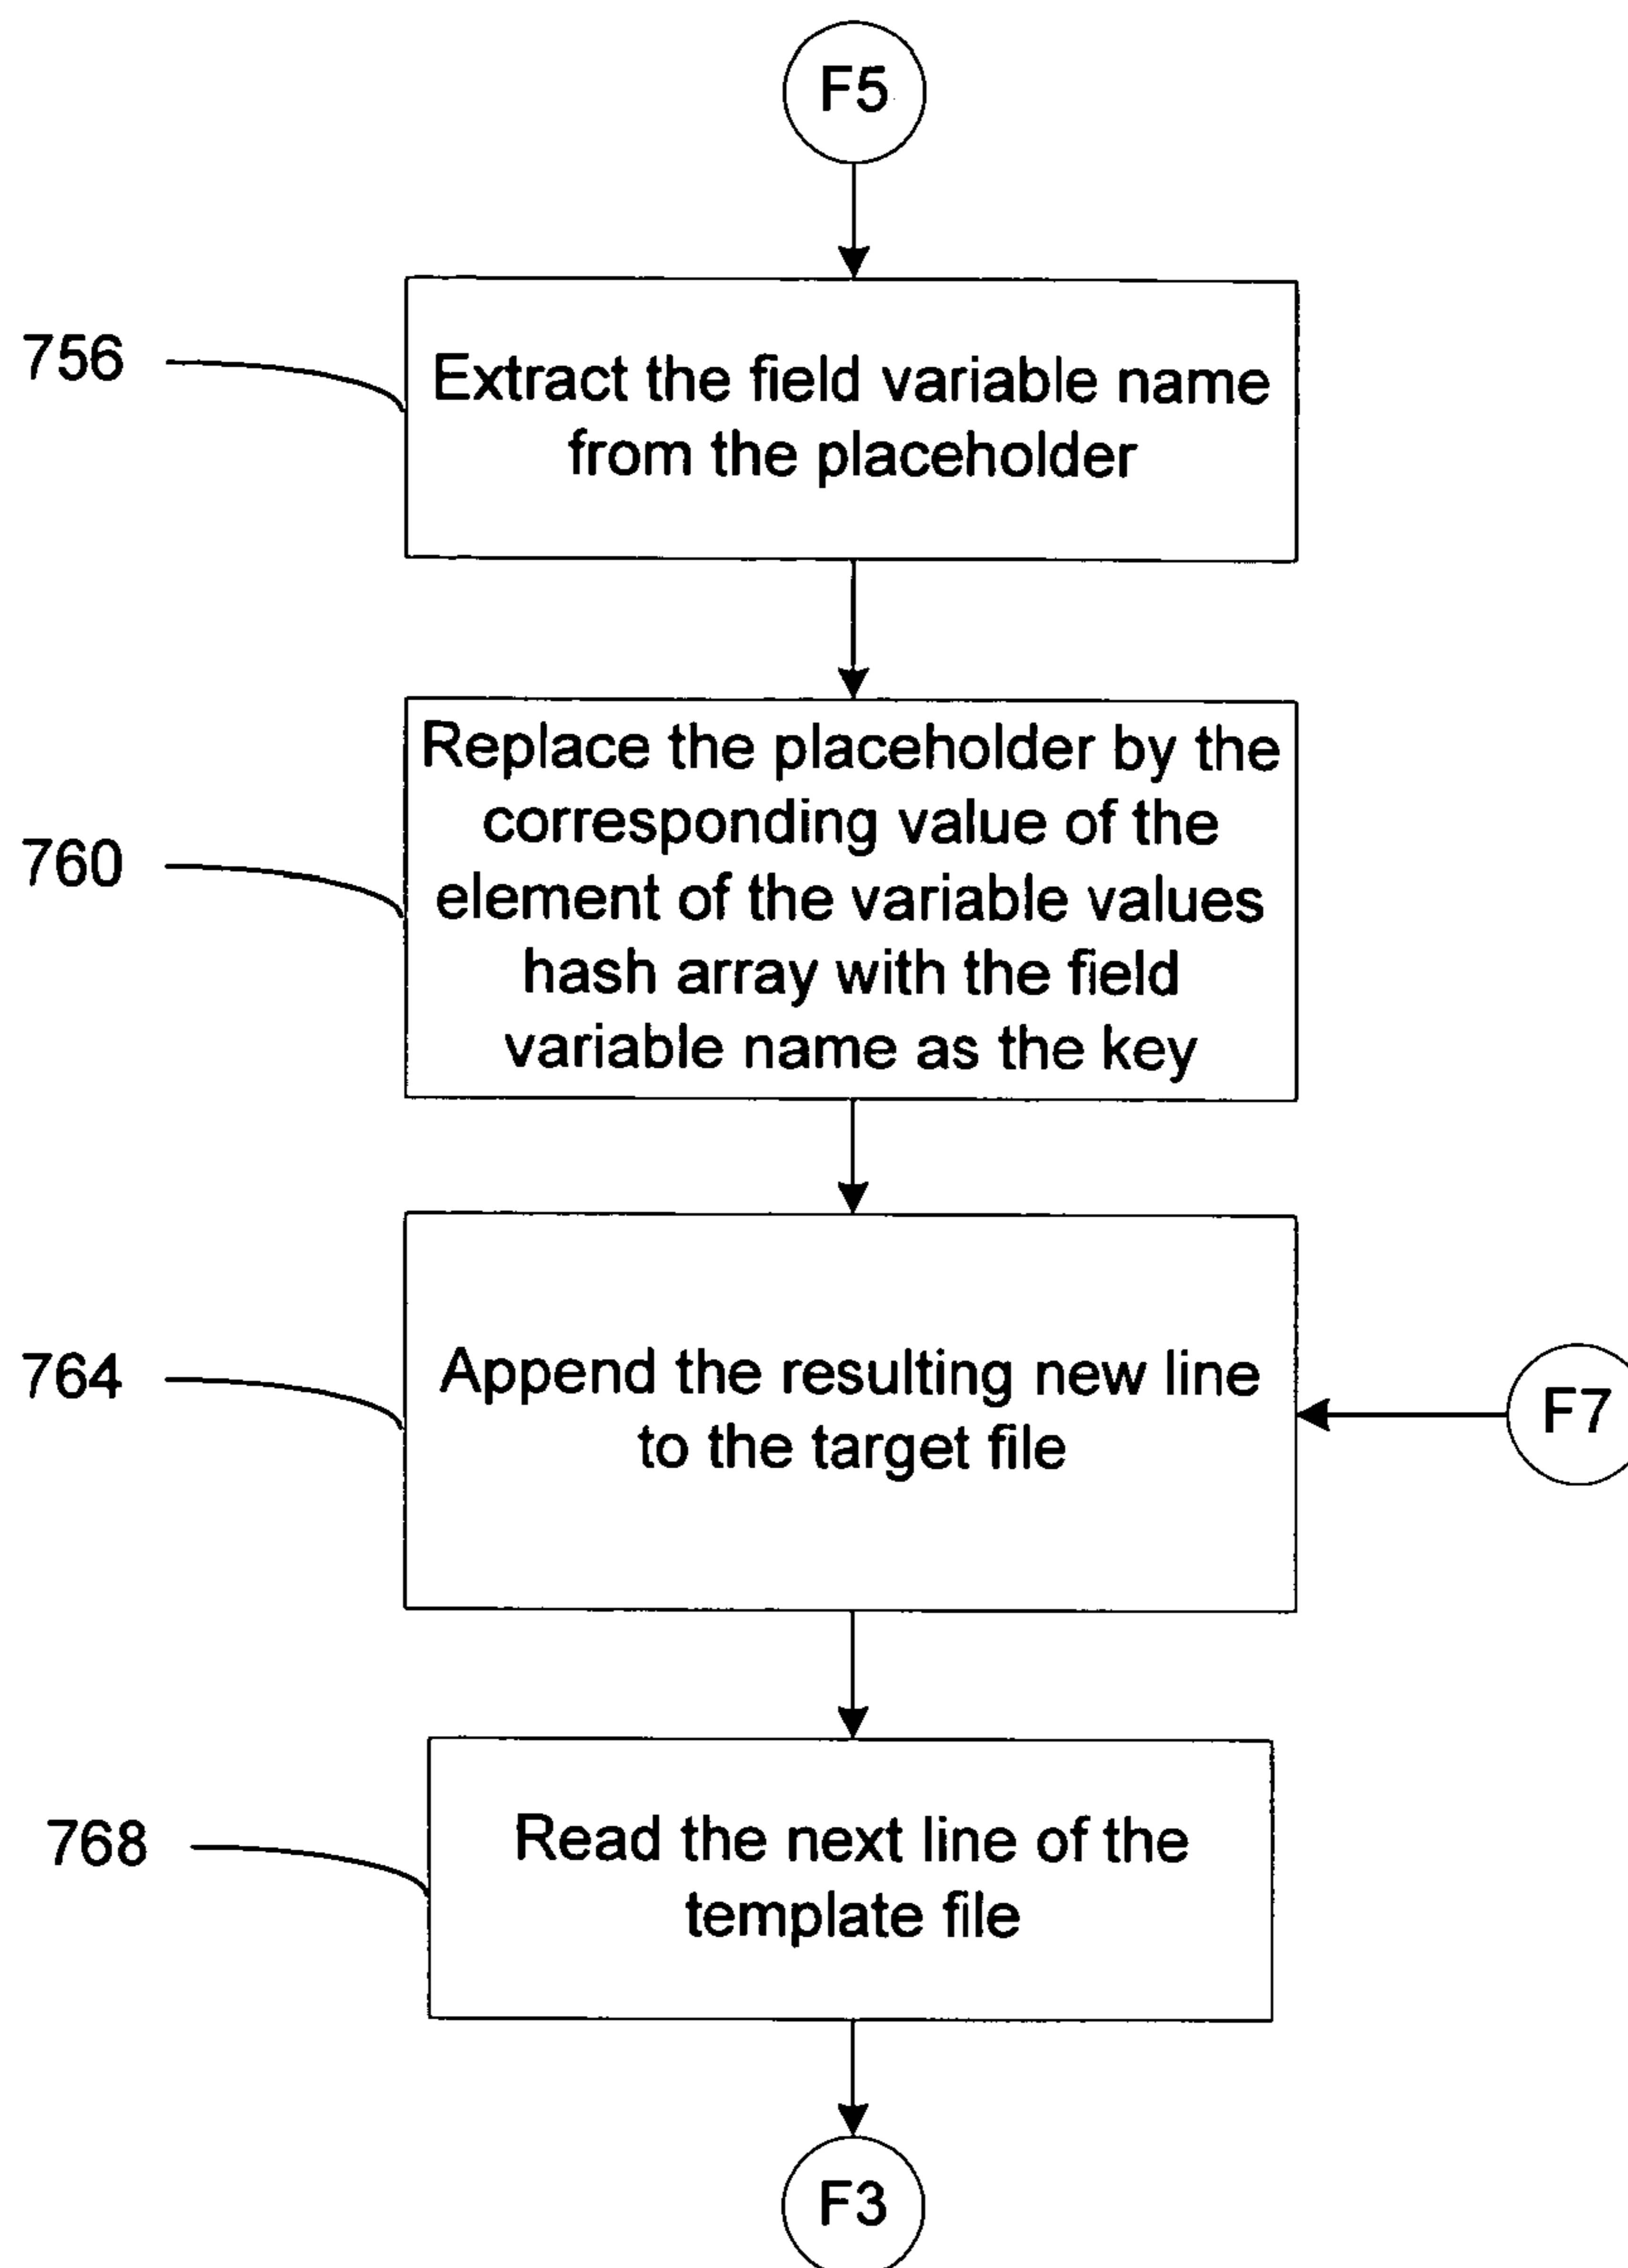 F5
756
Extract the field variable name
from the placeholder
760
Replace the placeholder by the
corresponding value of the
element of the variable values
hash array with the field
variable name as the key
764
Append the resulting new line
to the target file
F7
768
Read the next line of the
template file
F3